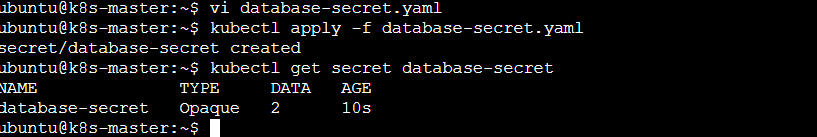 ubuntu@k8s-master:~$ vi database-secret.yaml
ubuntu@k8s-master:~$ kubectl apply -f database-secret.yaml
secret/database-secret created
ubuntu@k8s-master:~$ kubectl get secret database-secret
NAME TYPE DATA AGE
database-secret Opaque 2 10s
ubuntu@k8s-master:~$